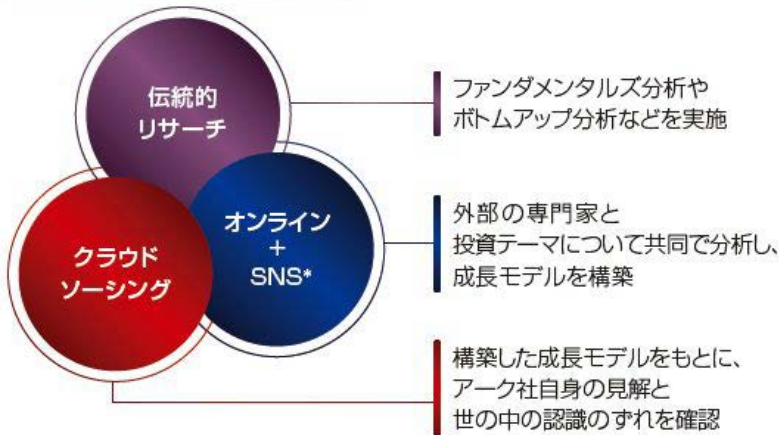 伝統的
リサーチ
ファンダメンタルズ分析や
ボトムアップ分析などを実施
オンライン
+
SNS*
外部の専門家と
投資テーマについて共同で分析し、
成長モデルを構築
クラウド
ソーシング
構築した成長モデルをもとに、
アーク社自身の見解と
世の中の認識のずれを確認